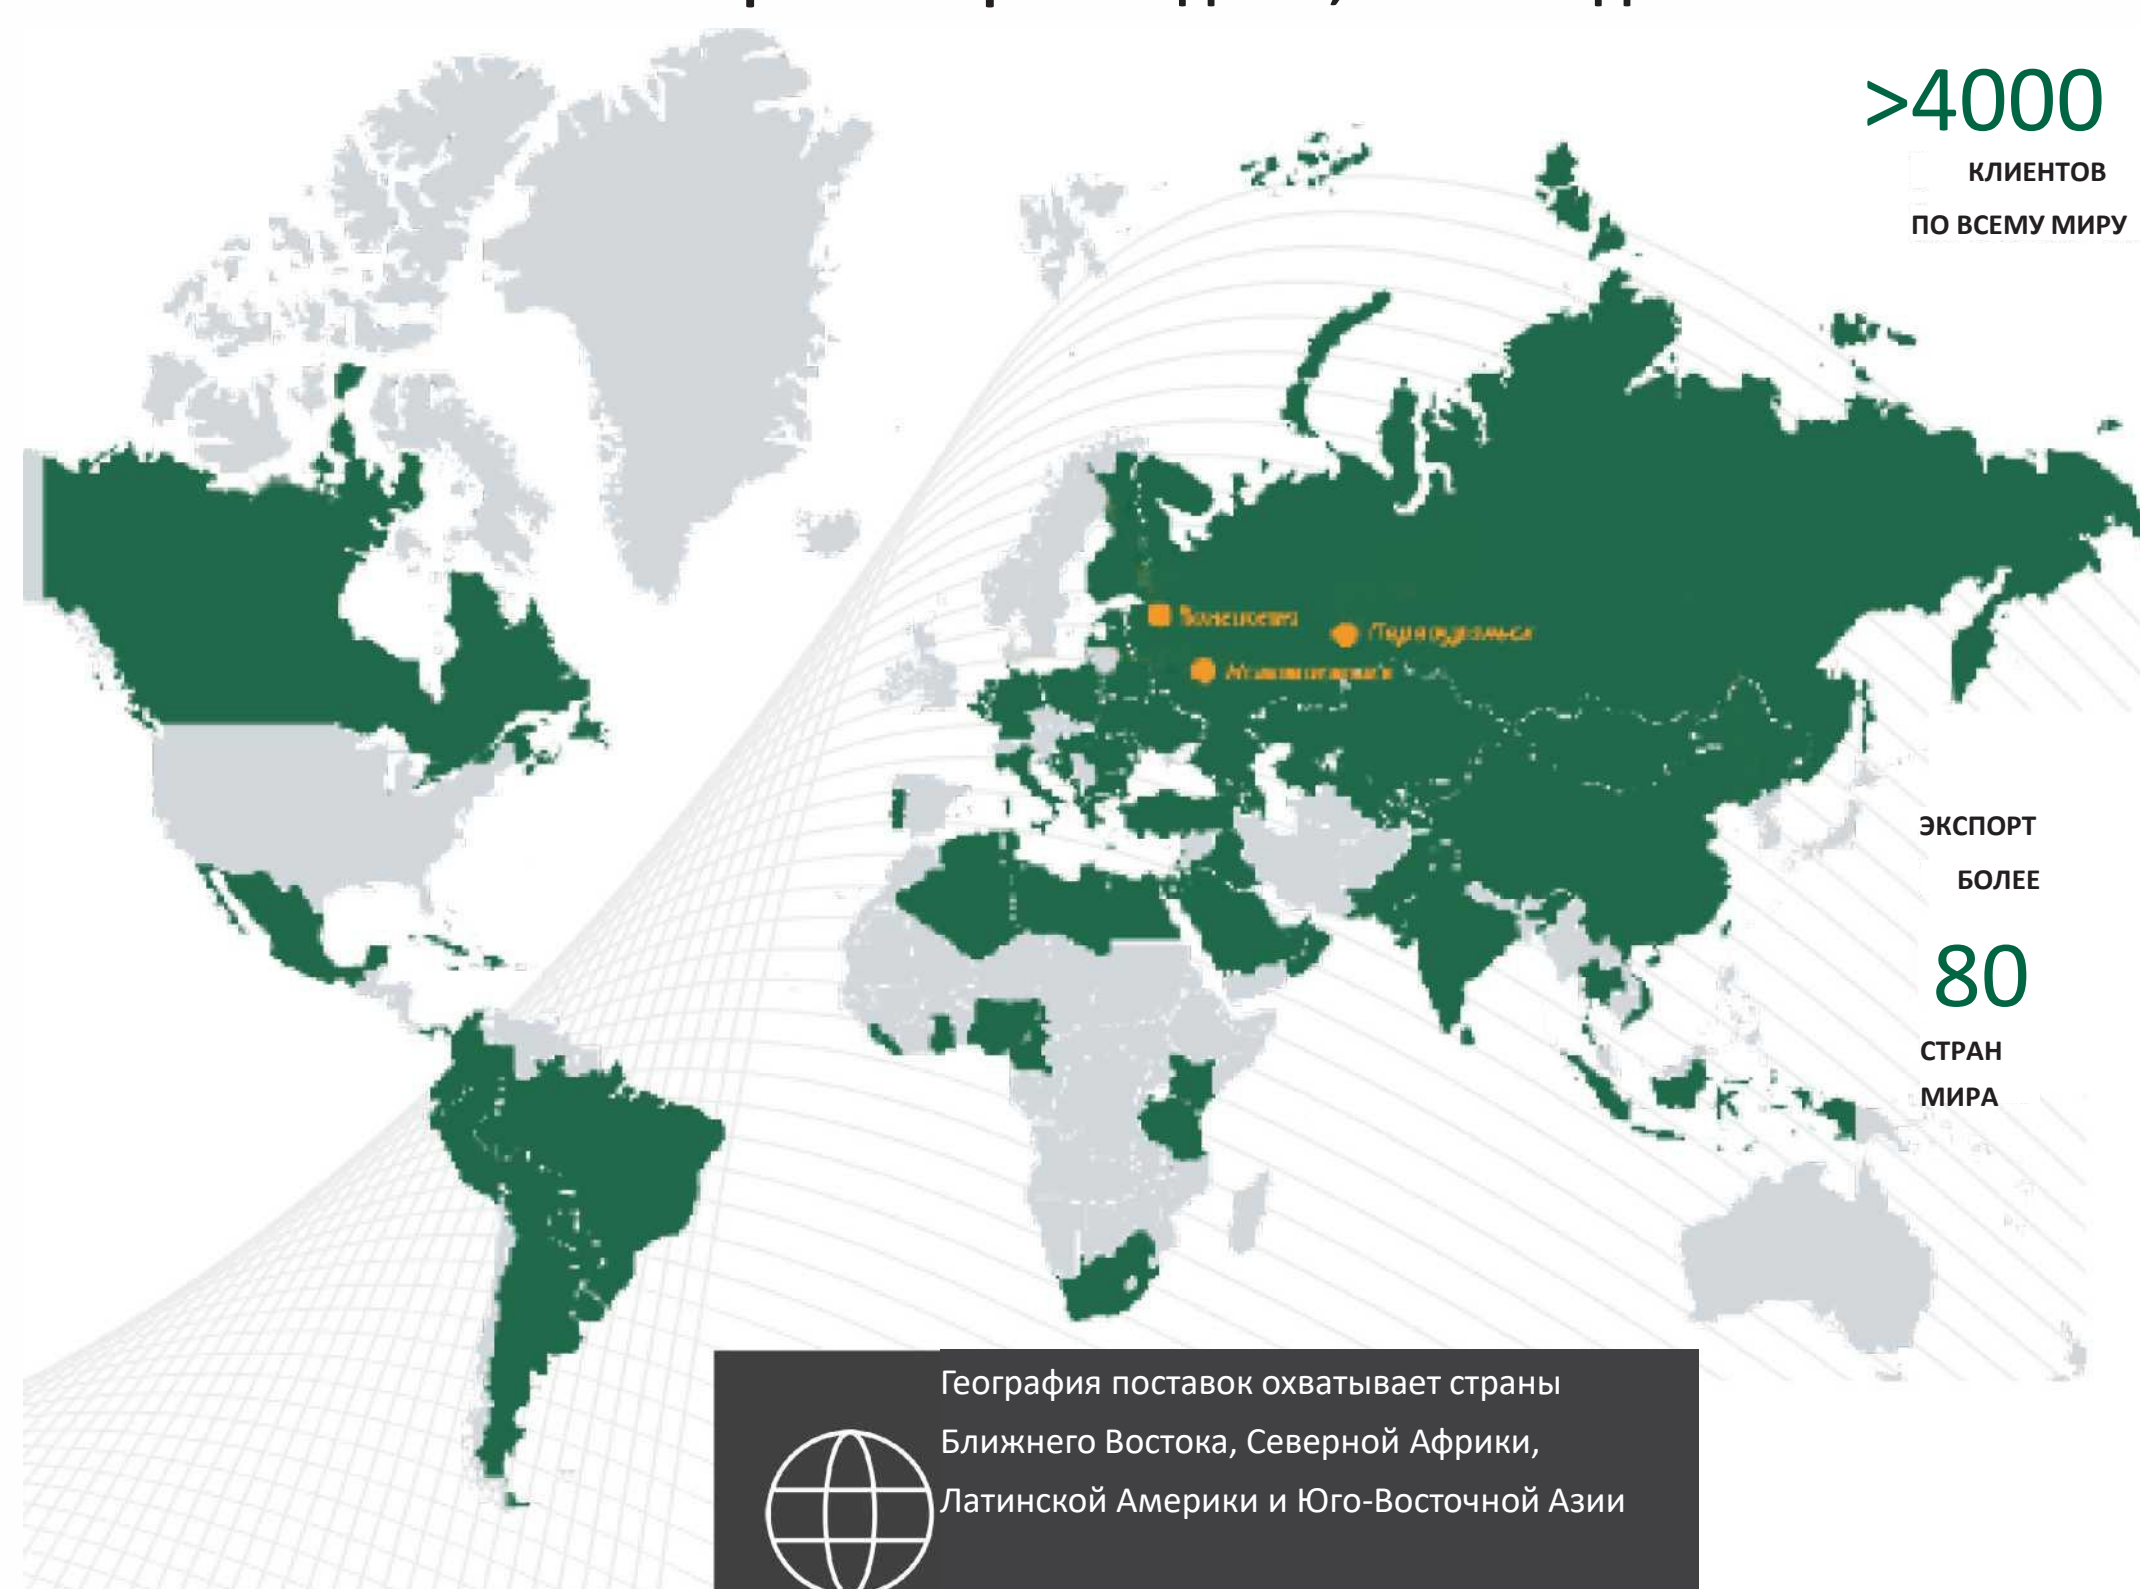 >4000
КЛИЕНТОВ
ПО ВСЕМУ МИРУ
Первоуральск
ЭКСПОРТ
БОЛЕЕ
80
СТРАН
МИРА
География поставок охватывает страны
Ближнего Востока, Северной Африки,
Латинской Америки и Юго-Восточной Азии